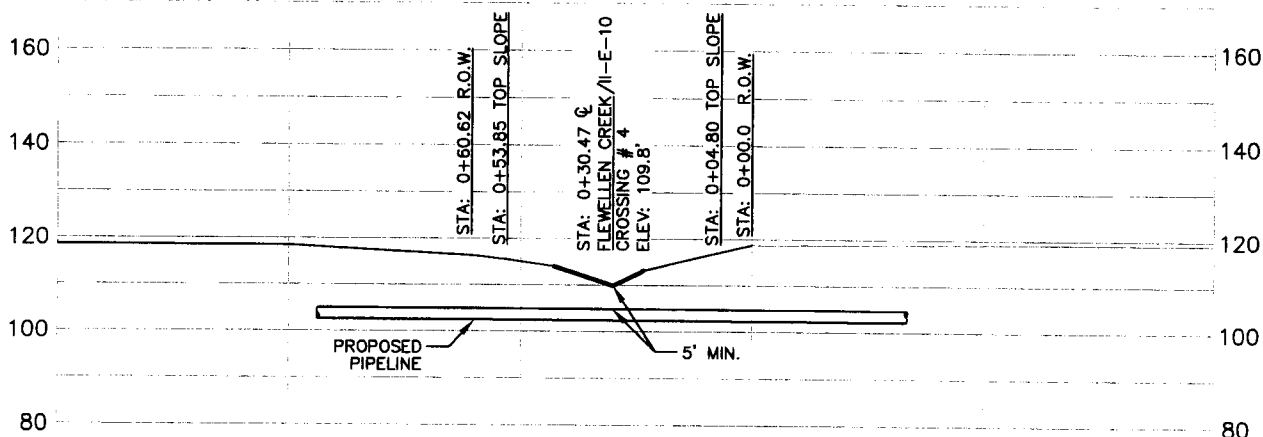 160
140
120
100
80
STA: 0+60.62 R.O.W.
STA: 0+53.85 TOP SLOPE
STA: 0+30.47 ℄
FLEWELLEN CREEK/II-E-10
CROSSING # 4
ELEV: 109.8'
STA: 0+04.80 TOP SLOPE
STA: 0+00.0 R.O.W.
PROPOSED
PIPELINE
5' MIN.
160
140
120
100
80